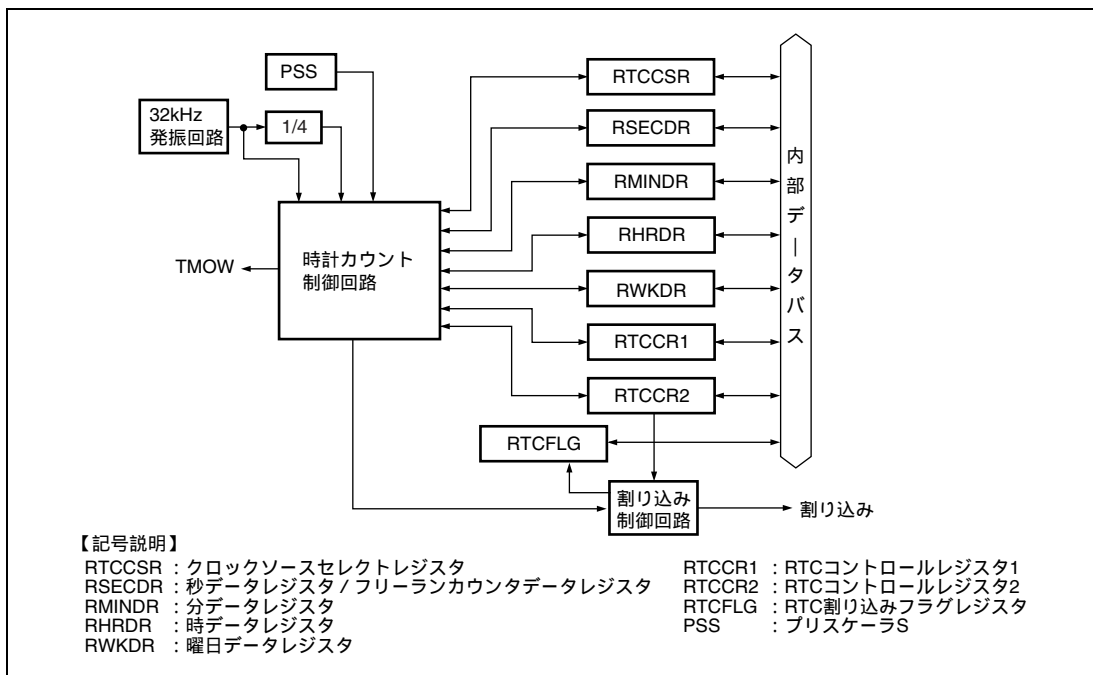 PSS
32kHz
発振回路
1/4
時計カウント
制御回路
TMOW
RTCCSR
RSECDR
RMINDR
RHRDR
RWKDR
RTCCR1
RTCCR2
RTCFLG
割り込み
制御回路
割り込み
内部データバス
【記号説明】
RTCCSR ：クロックソースセレクトレジスタ
RSECDR ：秒データレジスタ / フリーランカウンタデータレジスタ
RMINDR ：分データレジスタ
RHRDR ：時データレジスタ
RWKDR ：曜日データレジスタ
RTCCR1 ：RTCコントロールレジスタ1
RTCCR2 ：RTCコントロールレジスタ2
RTCFLG ：RTC割り込みフラグレジスタ
PSS ：プリスケーラS